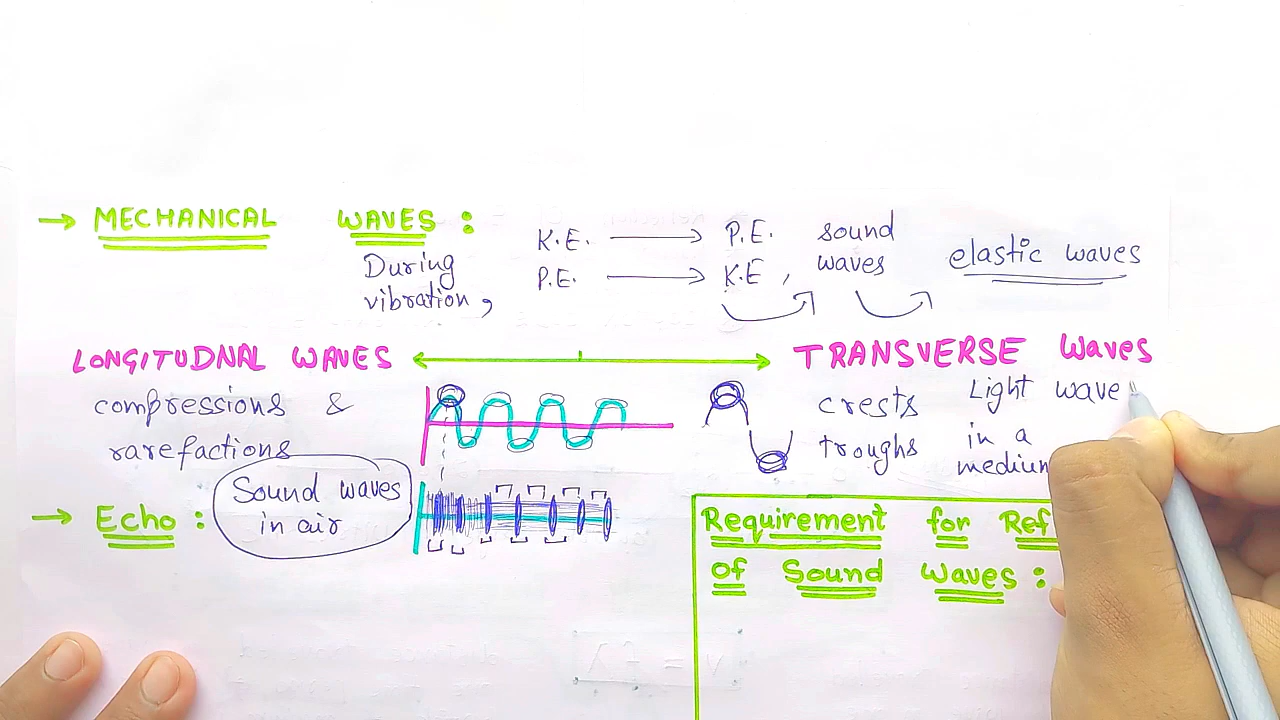 → MECHANICAL WAVES :
During vibration,
K.E. → P.E.
P.E. → K.E,
sound waves
elastic waves
LONGITUDNAL WAVES
TRANSVERSE Waves
compressions &
rarefactions
Sound waves
in air
crests
troughs
Light wave
in a
medium
→ Echo :
Requirement for Ref
of Sound Waves :
v = fλ